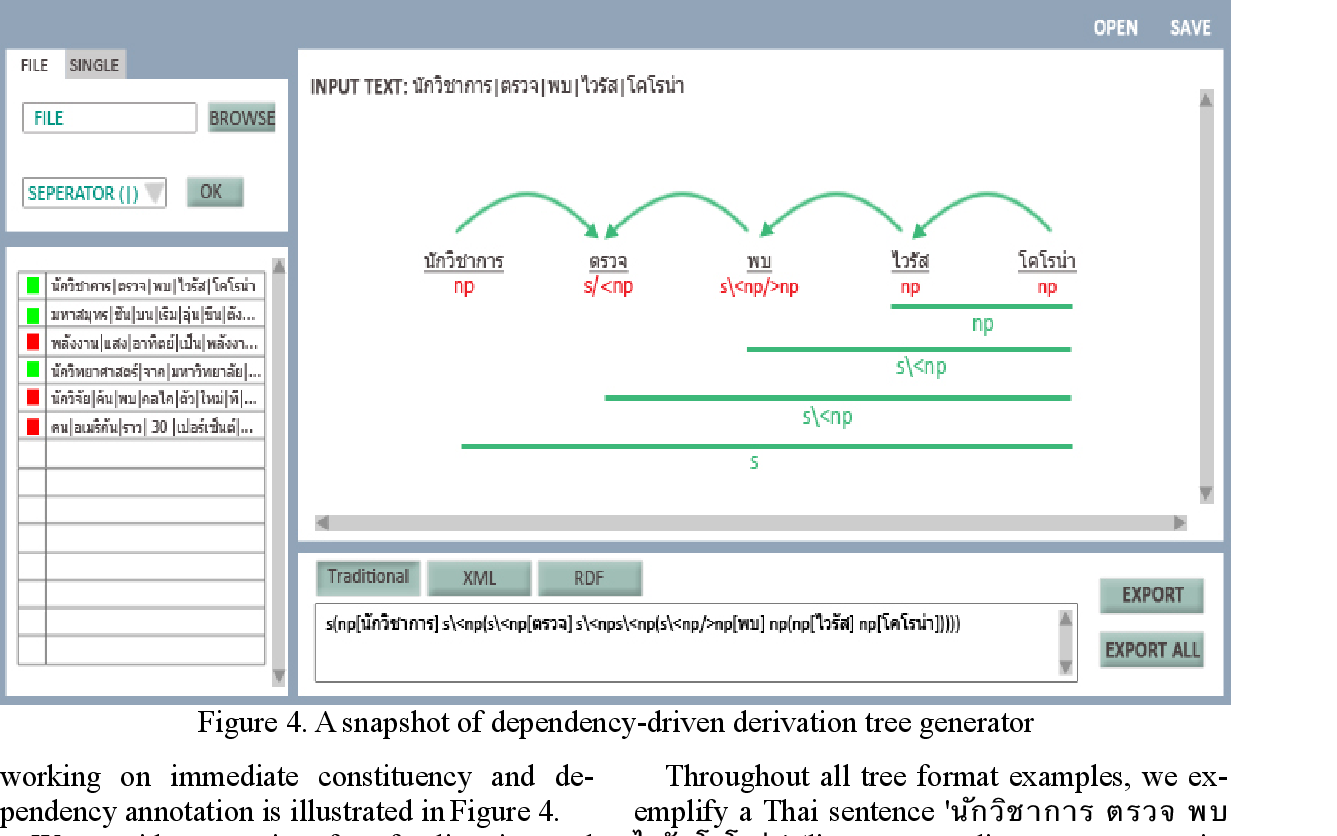 OPEN SAVE
FILE SINGLE
FILE BROWSE
SEPERATOR (|) OK
นักวิชาการ|ตรวจ|พบ|ไวรัส|โคโรน่า
มหาสมุทร|ชั้น|บน|เริ่ม|อุ่น|ขึ้น|ดัง...
พลังงาน|แสง|อาทิตย์|เป็น|พลังงา...
นักวิทยาศาสตร์|จาก|มหาวิทยาลัย|...
นักวิจัย|ค้น|พบ|กลไก|ตัว|ใหม่|ที่|...
คน|อเมริกัน|ราว| 30 |เปอร์เซ็นต์|...
INPUT TEXT: นักวิชาการ|ตรวจ|พบ|ไวรัส|โคโรน่า
นักวิชาการ ตรวจ พบ ไวรัส โคโรน่า
np s/<np s\<np/>np np np
np
s\<np
s\<np
s
Traditional XML RDF
s(np[นักวิชาการ] s\<np(s\<np[ตรวจ] s\<nps\<np(s\<np/>np[พบ] np(np[ไวรัส] np[โคโรน่า]))))
EXPORT
EXPORT ALL
Figure 4. A snapshot of dependency-driven derivation tree generator
working on immediate constituency and de-
pendency annotation is illustrated in Figure 4.
Throughout all tree format examples, we ex-
emplify a Thai sentence 'นักวิชาการ ตรวจ พบ